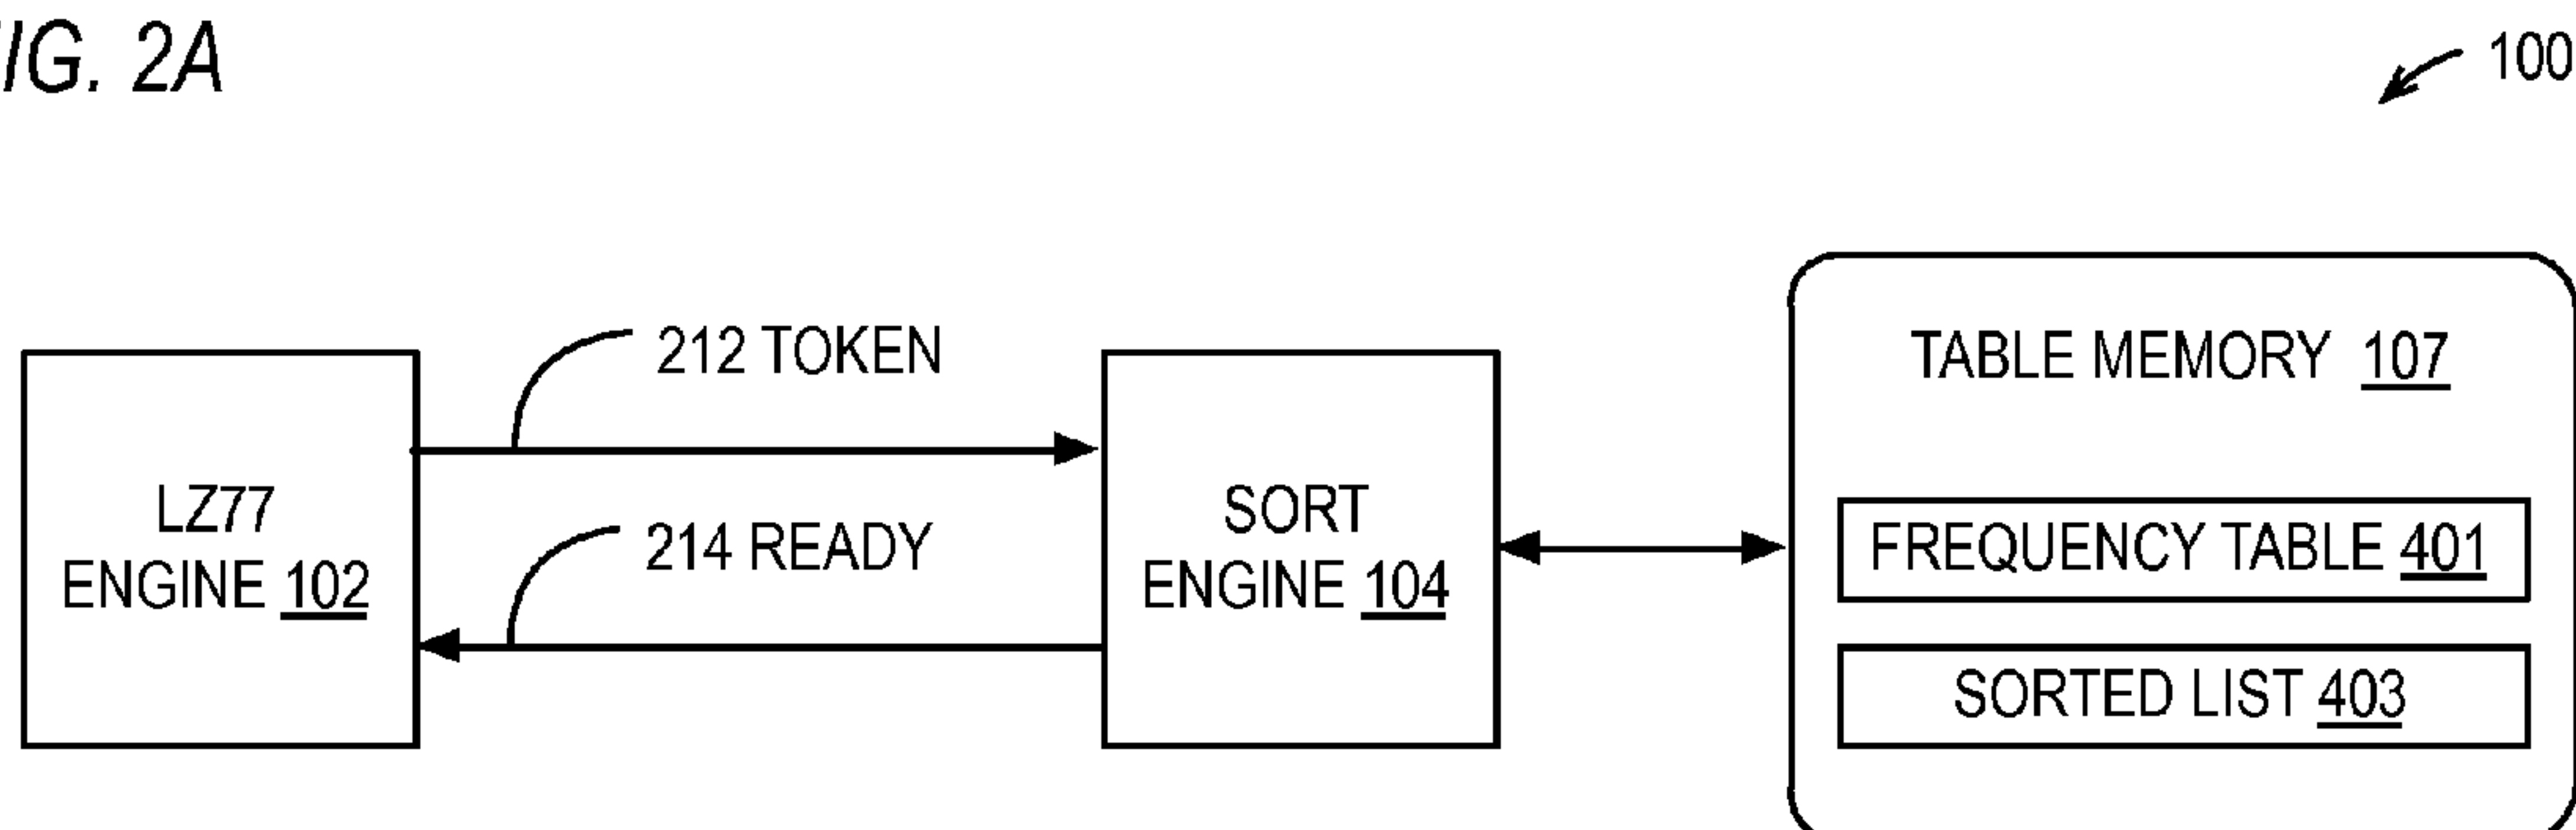 IG. 2A
100
212 TOKEN
214 READY
LZ77
ENGINE 102
SORT
ENGINE 104
TABLE MEMORY 107
FREQUENCY TABLE 401
SORTED LIST 403